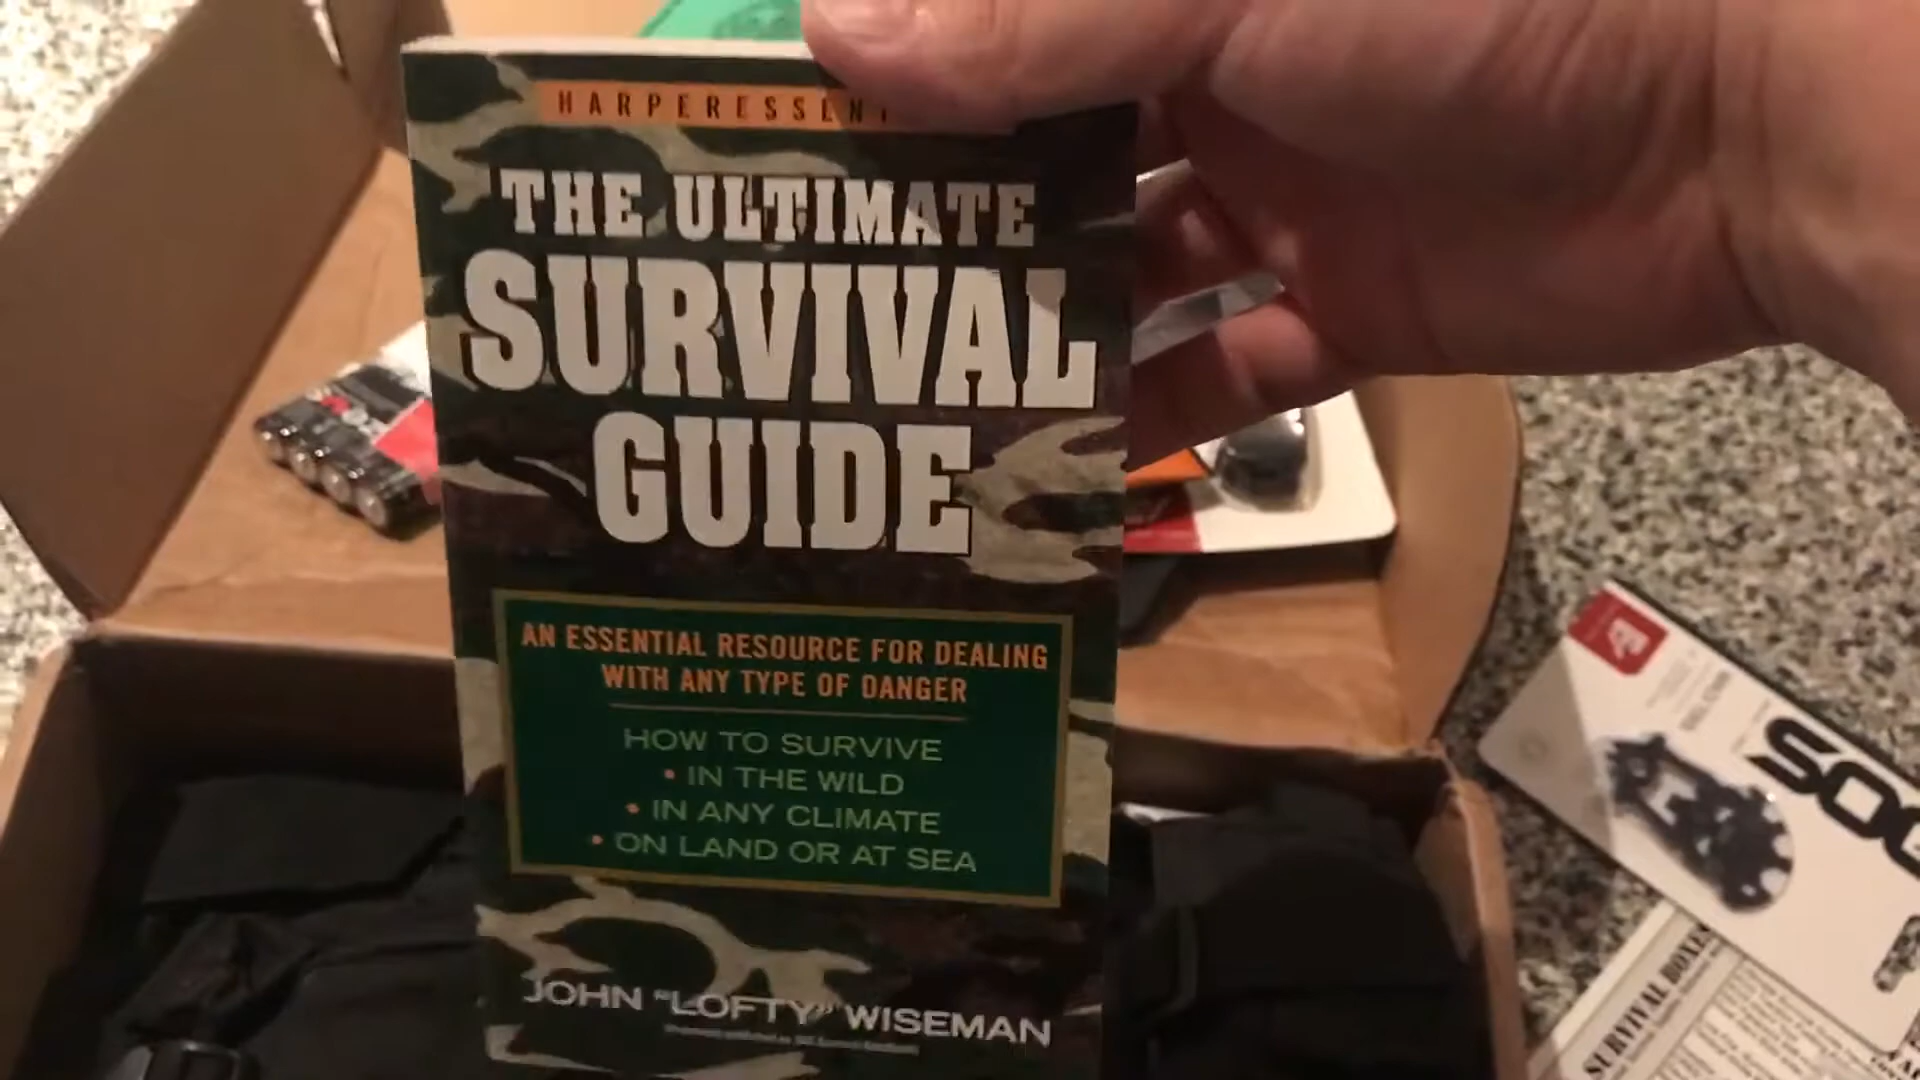 HARPERESSENT
THE ULTIMATE
SURVIVAL
GUIDE
AN ESSENTIAL RESOURCE FOR DEALING
WITH ANY TYPE OF DANGER
HOW TO SURVIVE
• IN THE WILD
• IN ANY CLIMATE
• ON LAND OR AT SEA
JOHN "LOFTY" WISEMAN
SOG
SURVIVAL BOXES